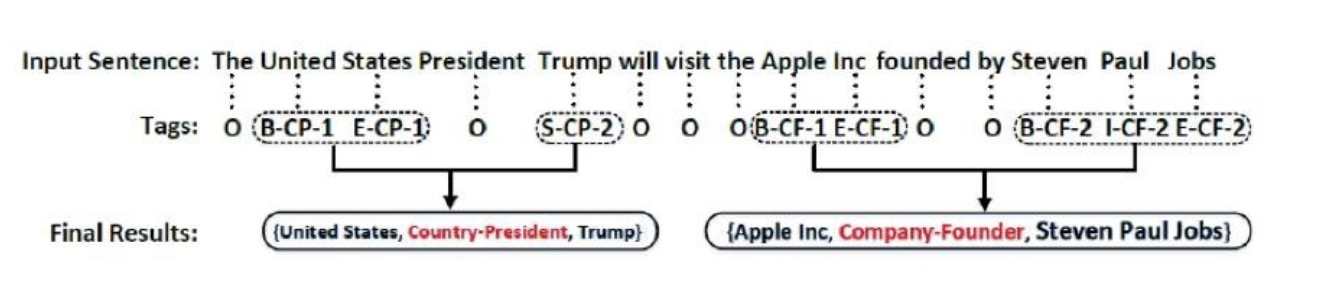 Input Sentence: The United States President Trump will visit the Apple Inc founded by Steven Paul Jobs
Tags: O B-CP-1 E-CP-1 O S-CP-2 O O O B-CF-1 E-CF-1 O O B-CF-2 I-CF-2 E-CF-2
Final Results: {United States, Country-President, Trump} {Apple Inc, Company-Founder, Steven Paul Jobs}